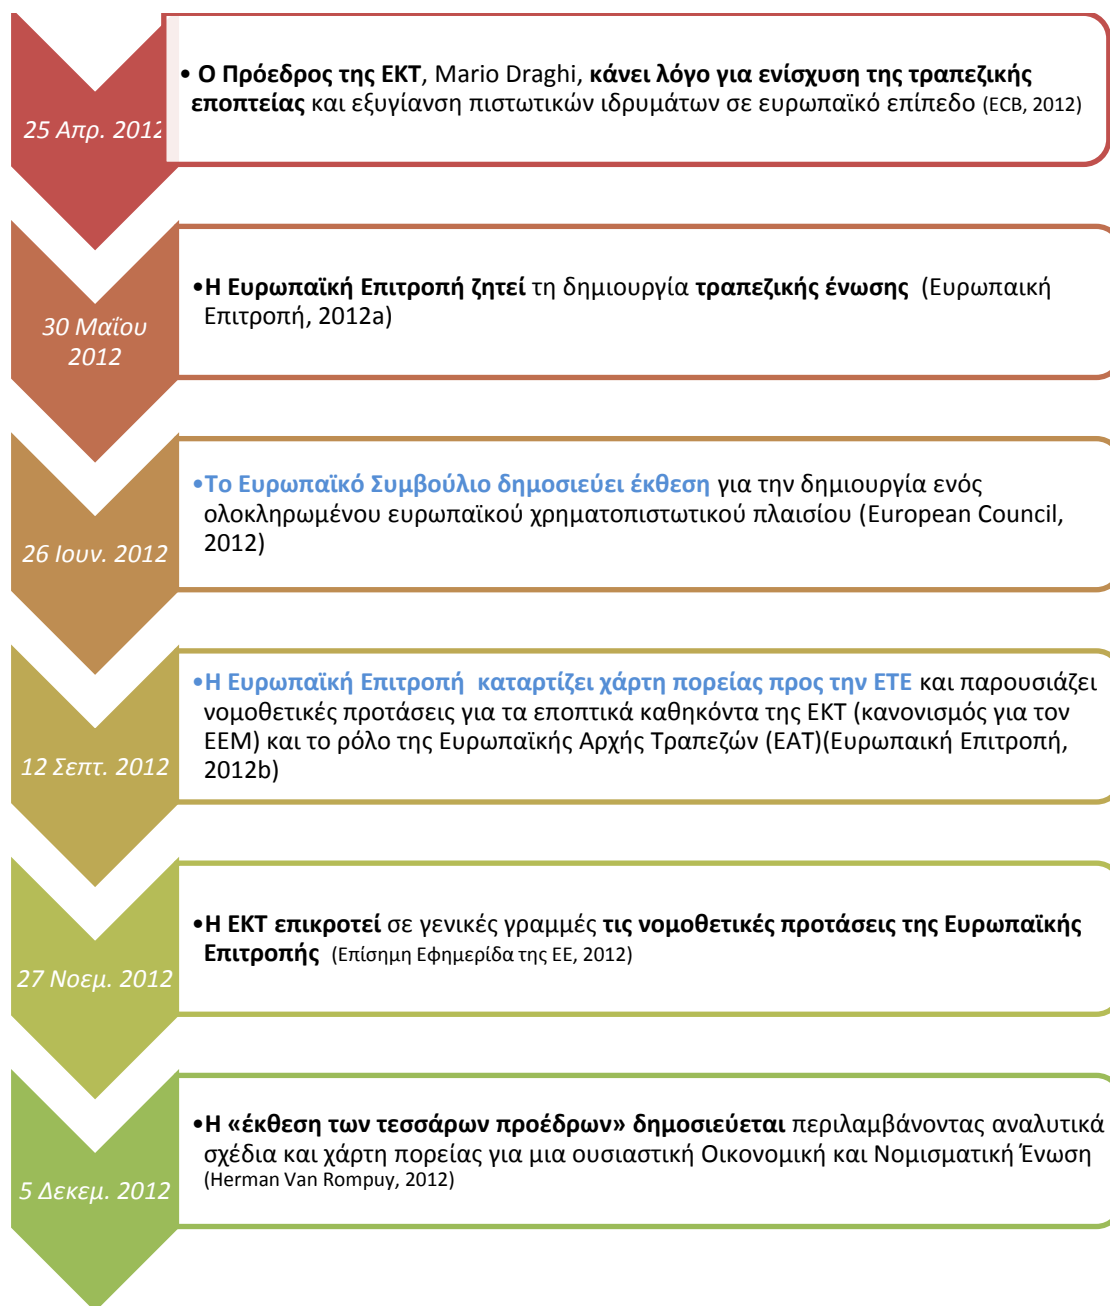 25 Απρ. 2012
• Ο Πρόεδρος της ΕΚΤ, Mario Draghi, κάνει λόγο για ενίσχυση της τραπεζικής
εποπτείας και εξυγίανση πιστωτικών ιδρυμάτων σε ευρωπαϊκό επίπεδο (ECB, 2012)
30 Μαΐου
2012
•Η Ευρωπαϊκή Επιτροπή ζητεί τη δημιουργία τραπεζικής ένωσης (Ευρωπαική
Επιτροπή, 2012a)
26 Ιουν. 2012
•Το Ευρωπαϊκό Συμβούλιο δημοσιεύει έκθεση για την δημιουργία ενός
ολοκληρωμένου ευρωπαϊκού χρηματοπιστωτικού πλαισίου (European Council,
2012)
12 Σεπτ. 2012
•Η Ευρωπαϊκή Επιτροπή καταρτίζει χάρτη πορείας προς την ΕΤΕ και παρουσιάζει
νομοθετικές προτάσεις για τα εποπτικά καθηκόντα της ΕΚΤ (κανονισμός για τον
ΕΕΜ) και το ρόλο της Ευρωπαϊκής Αρχής Τραπεζών (ΕΑΤ)(Ευρωπαική Επιτροπή,
2012b)
27 Νοεμ. 2012
•Η ΕΚΤ επικροτεί σε γενικές γραμμές τις νομοθετικές προτάσεις της Ευρωπαϊκής
Επιτροπής (Επίσημη Εφημερίδα της ΕΕ, 2012)
5 Δεκεμ. 2012
•Η «έκθεση των τεσσάρων προέδρων» δημοσιεύεται περιλαμβάνοντας αναλυτικά
σχέδια και χάρτη πορείας για μια ουσιαστική Οικονομική και Νομισματική Ένωση
(Herman Van Rompuy, 2012)